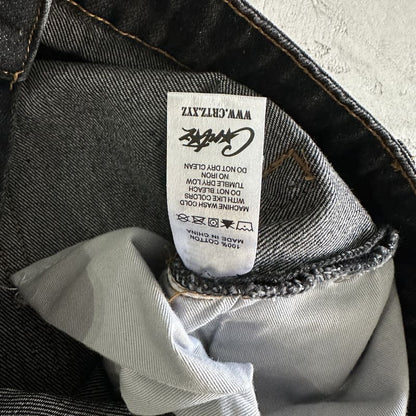 100% COTTON
MADE IN CHINA
MACHINE WASH COLD
WITH LIKE COLORS
DO NOT BLEACH
TUMBLE DRY LOW
NO IRON
DO NOT DRY CLEAN
Corteiz
WWW.CRTZ.XYZ